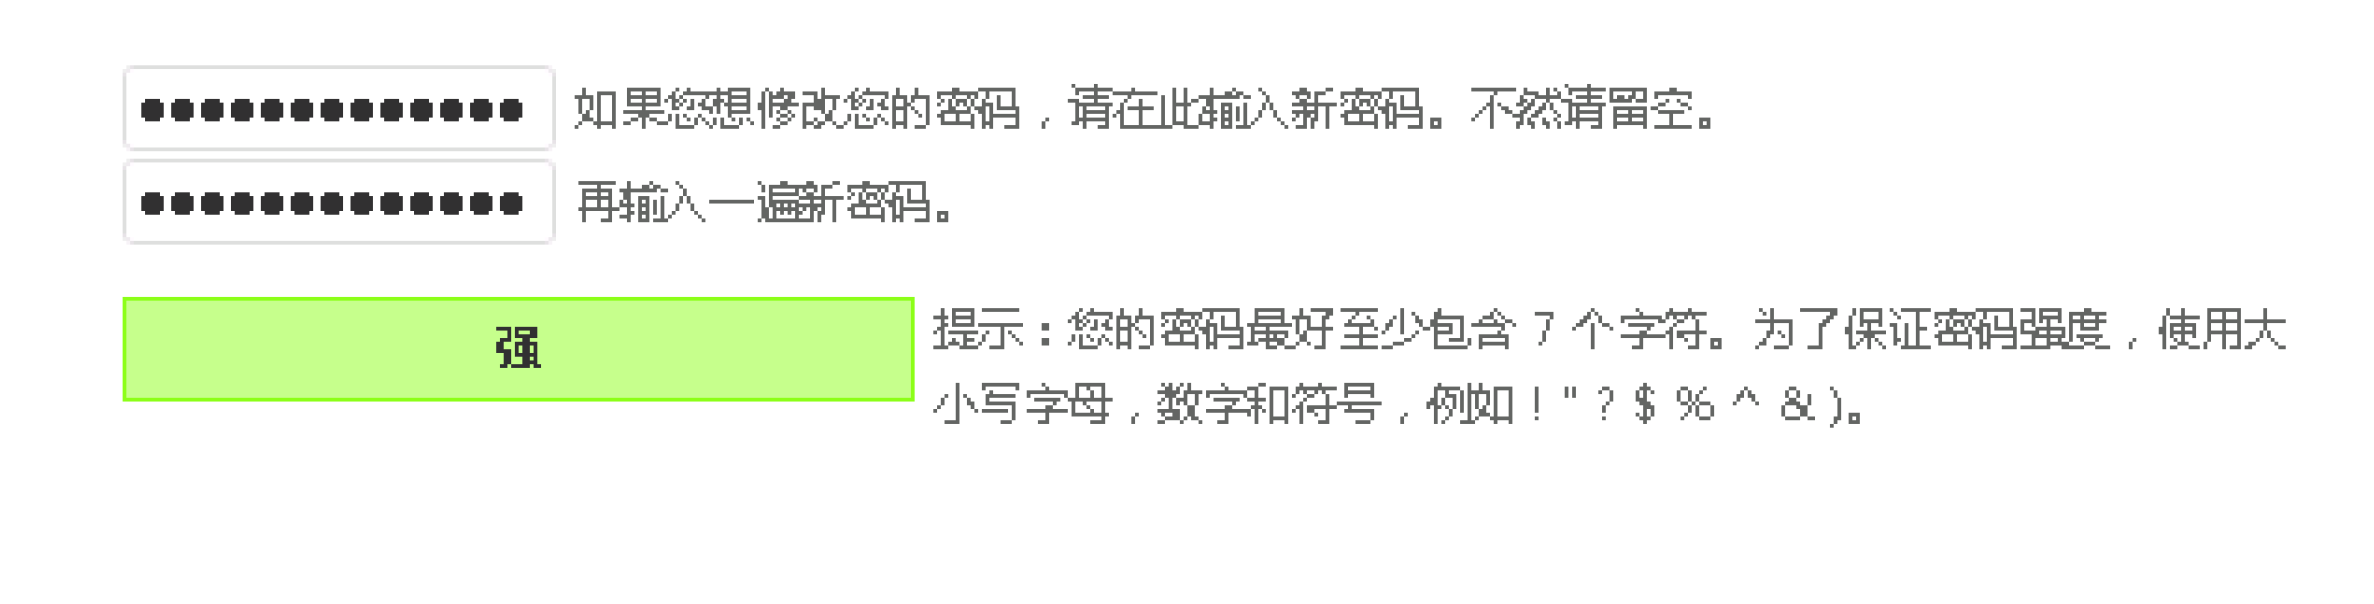 如果您想修改您的密码，请在此输入新密码。不然请留空。
再输入一遍新密码。
强
提示：您的密码最好至少包含 7 个字符。为了保证密码强度，使用大
小写字母，数字和符号，例如 ! " ? $ % ^ & )。